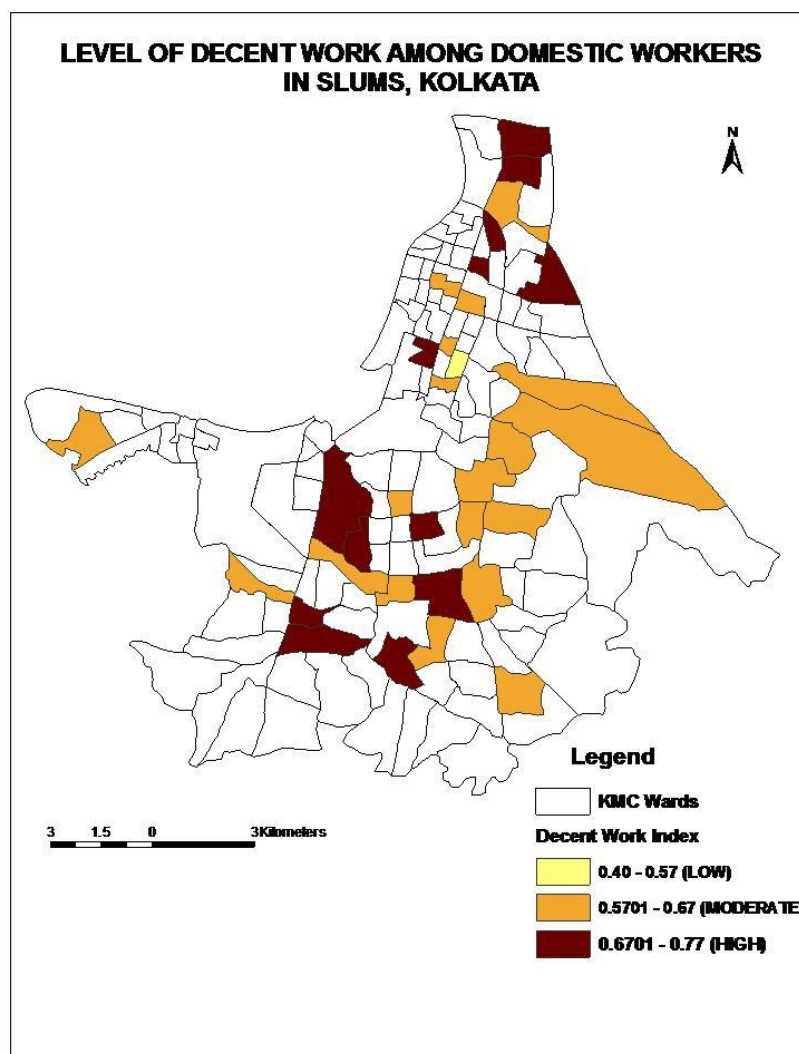 LEVEL OF DECENT WORK AMONG DOMESTIC WORKERS
IN SLUMS, KOLKATA
N
Legend
KMC Wards
Decent Work Index
0.40 - 0.57 (LOW)
0.5701 - 0.67 (MODERATE
0.6701 - 0.77 (HIGH)
3 1.5 0 3Kilometers